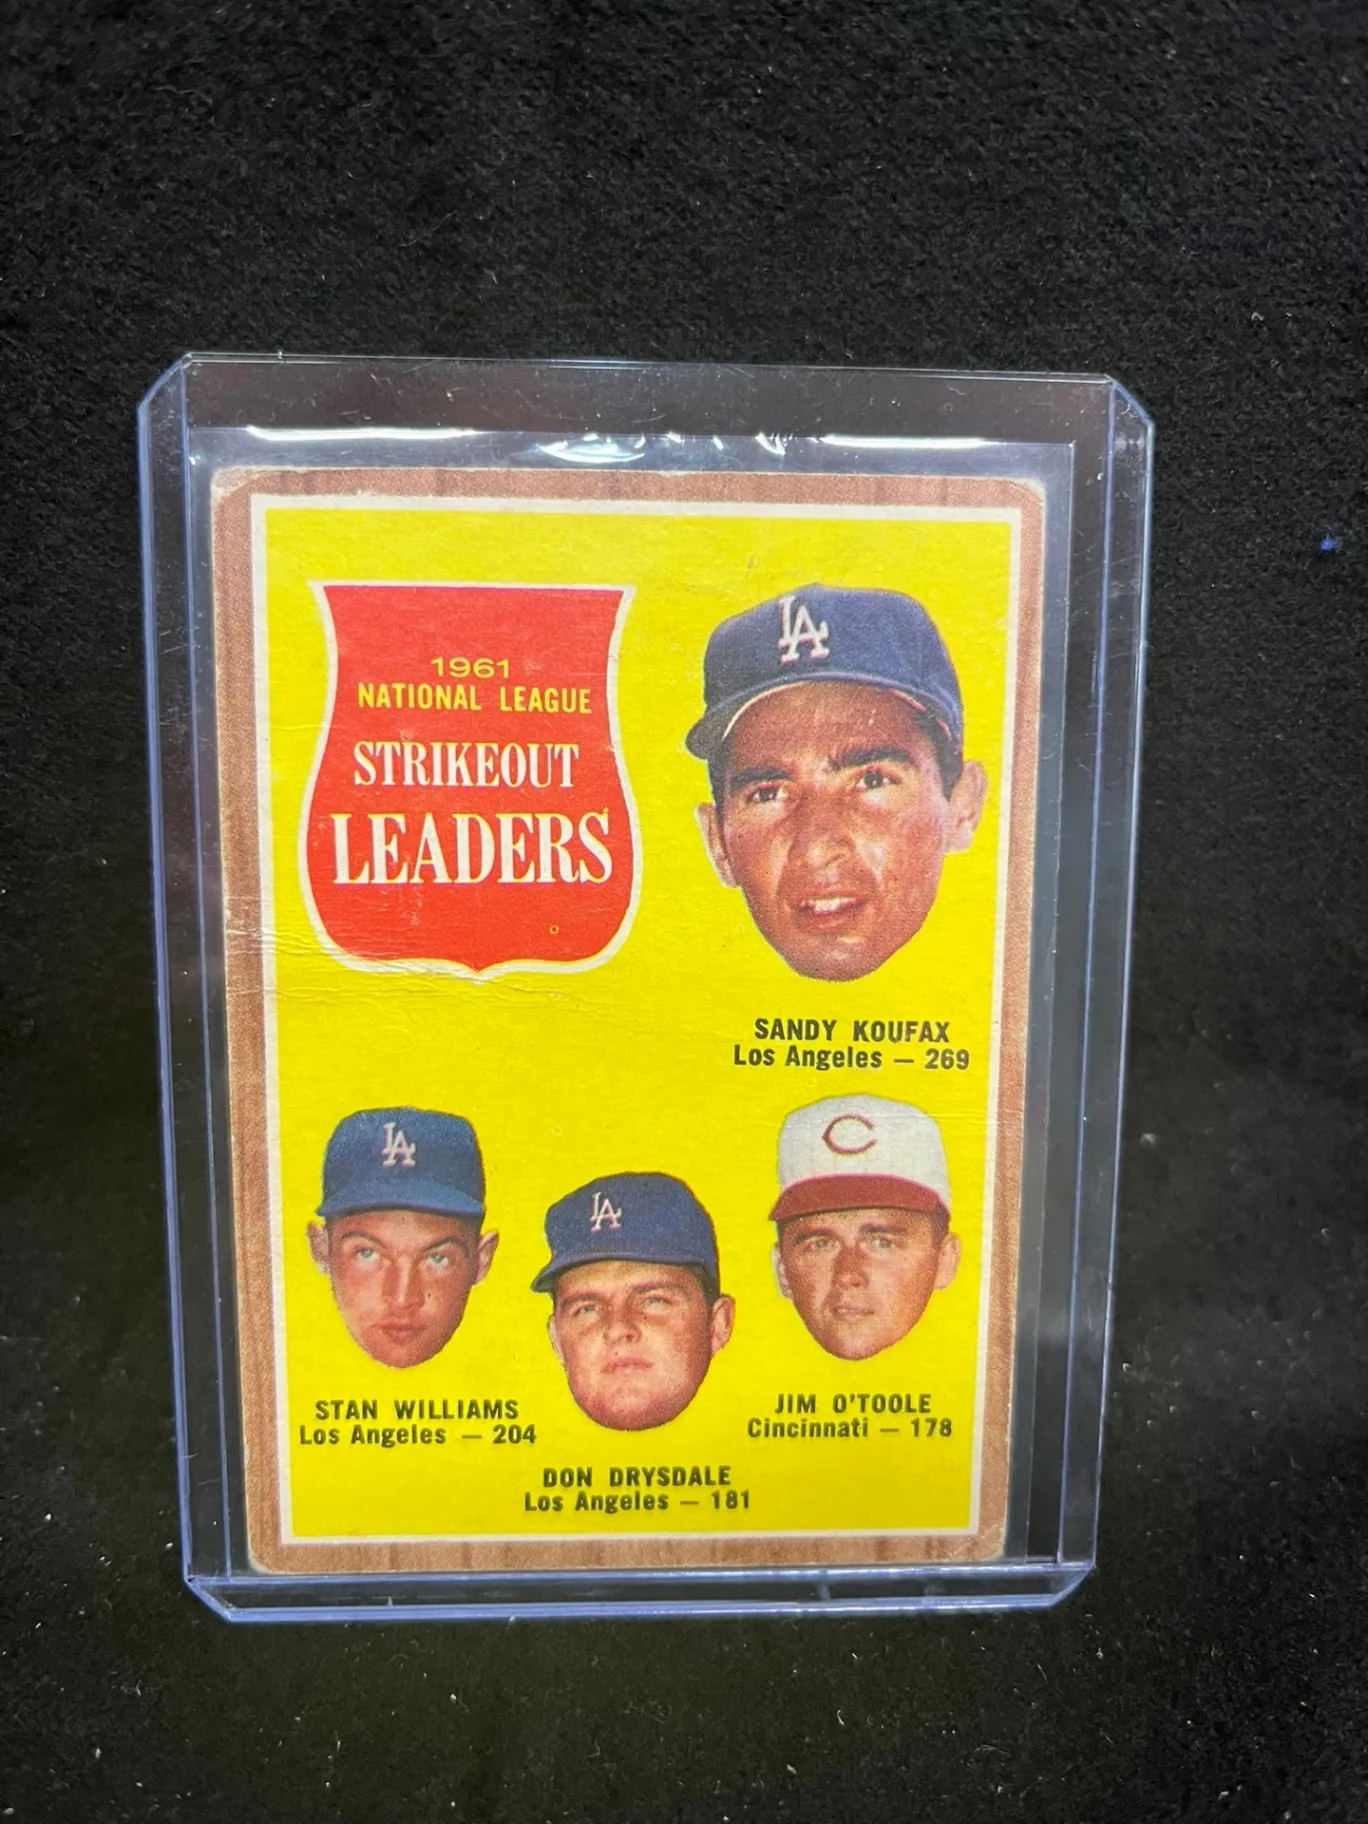 1961
NATIONAL LEAGUE
STRIKEOUT
LEADERS
LA
SANDY KOUFAX
Los Angeles — 269
LA
LA
C
STAN WILLIAMS
Los Angeles — 204
JIM O'TOOLE
Cincinnati — 178
DON DRYSDALE
Los Angeles — 181